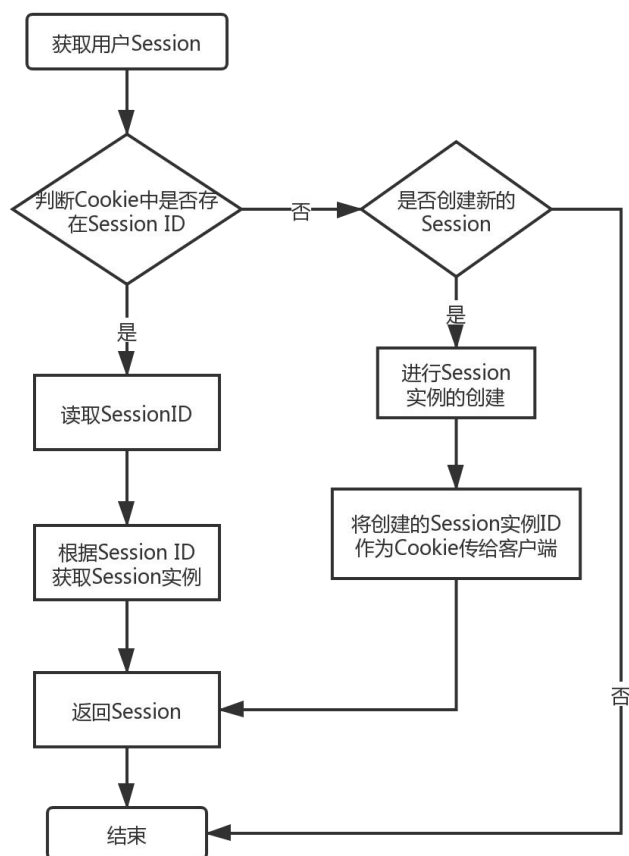 获取用户Session
判断Cookie中是否存
在Session ID
否
是否创建新的
Session
是
是
读取SessionID
进行Session
实例的创建
根据Session ID
获取Session实例
将创建的Session实例ID
作为Cookie传给客户端
返回Session
否
结束